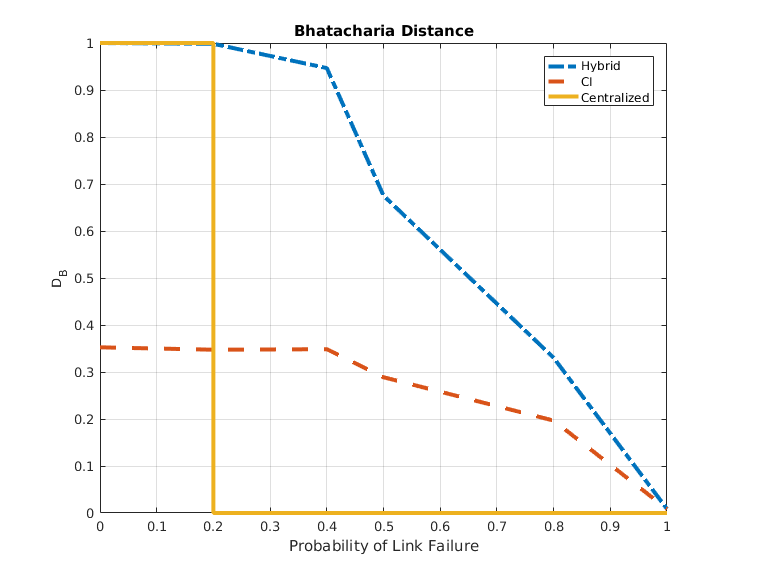 Bhatacharia Distance
1
0.9
0.8
0.7
0.6
0.5
0.4
0.3
0.2
0.1
0
D_B
Hybrid
CI
Centralized
0 0.1 0.2 0.3 0.4 0.5 0.6 0.7 0.8 0.9 1
Probability of Link Failure